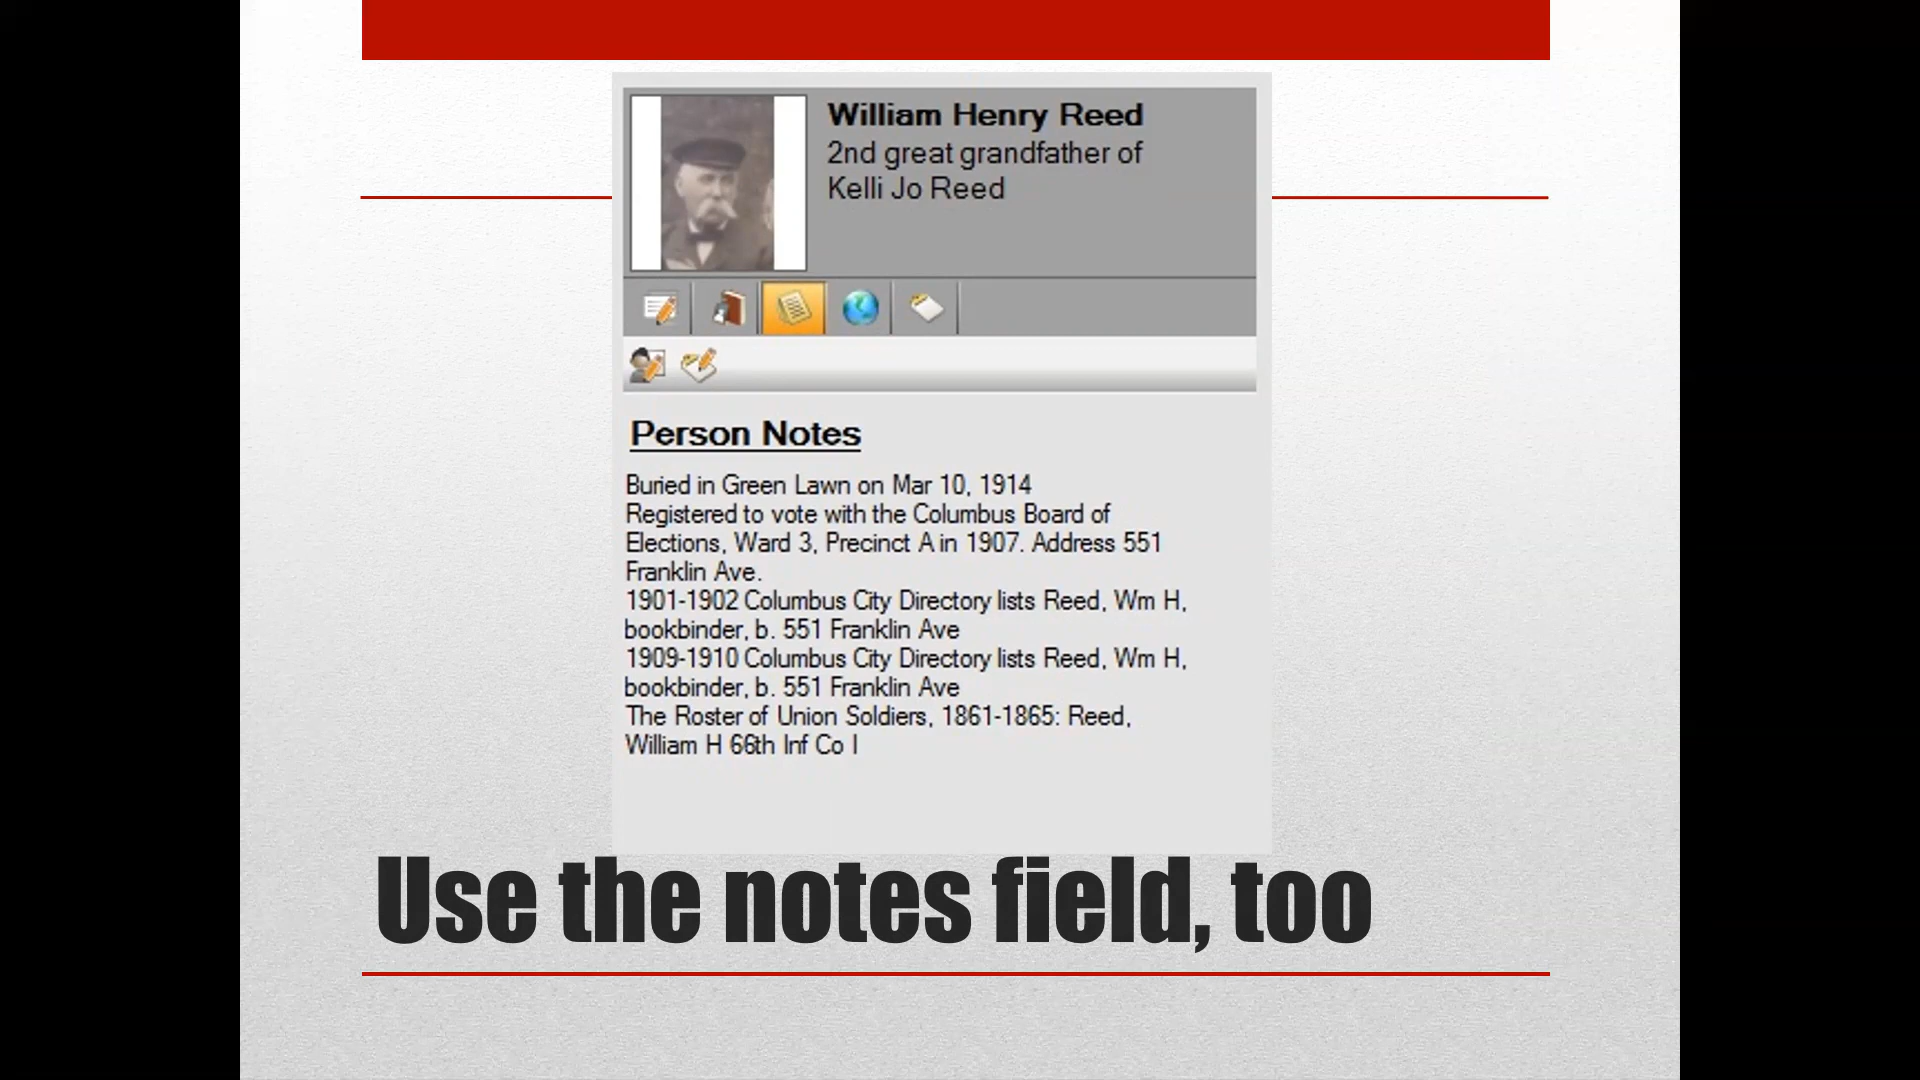 William Henry Reed
2nd great grandfather of
Kelli Jo Reed
Person Notes
Buried in Green Lawn on Mar 10, 1914
Registered to vote with the Columbus Board of
Elections, Ward 3, Precinct A in 1907. Address 551
Franklin Ave.
1901-1902 Columbus City Directory lists Reed, Wm H,
bookbinder, b. 551 Franklin Ave
1909-1910 Columbus City Directory lists Reed, Wm H,
bookbinder, b. 551 Franklin Ave
The Roster of Union Soldiers, 1861-1865: Reed,
William H 66th Inf Co I
Use the notes field, too